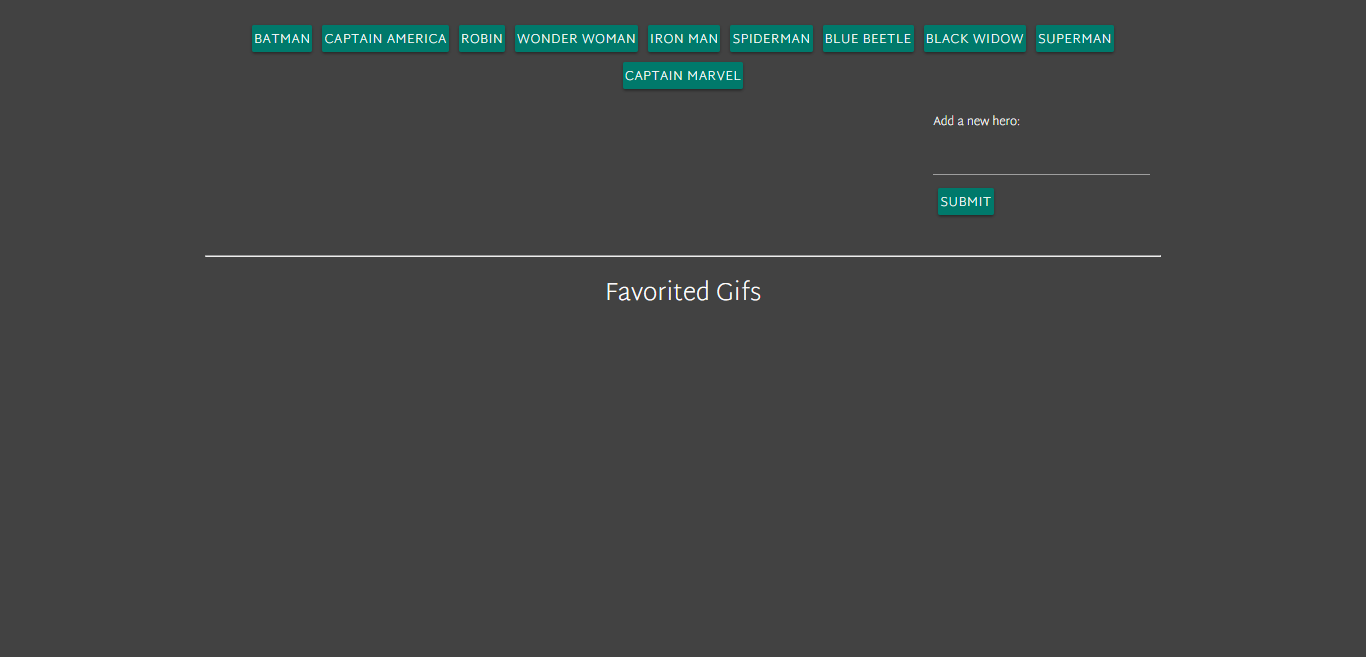 BATMAN CAPTAIN AMERICA ROBIN WONDER WOMAN IRON MAN SPIDERMAN BLUE BEETLE BLACK WIDOW SUPERMAN
CAPTAIN MARVEL
Add a new hero:
SUBMIT
Favorited Gifs